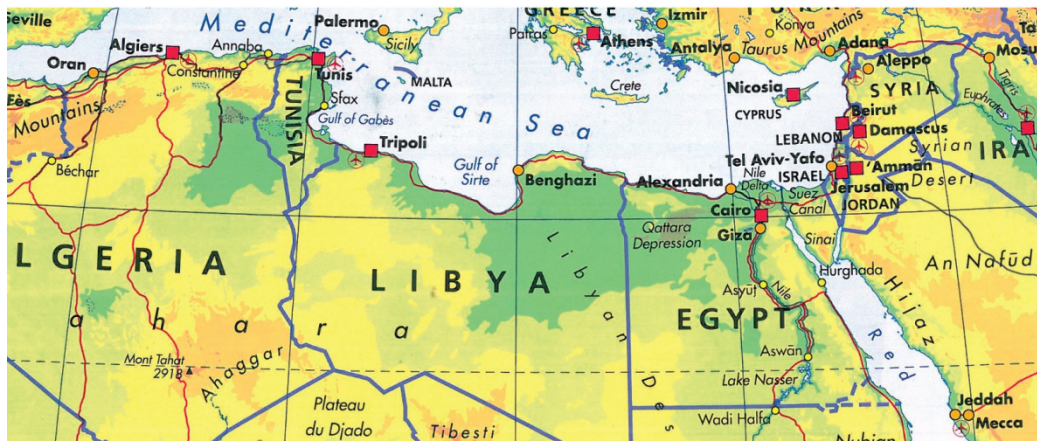 Seville
Palermo
GREECE
Izmir
Konya
Mediterranean Sea
Algiers
Annaba
Sicily
Patras
Athens
Antalya
Taurus Mountains
Adana
Mosu
Oran
Constantine
Tunis
MALTA
Aleppo
Tigris
Fès
Mountains
TUNISIA
Sfax
Crete
Nicosia
CYPRUS
SYRIA
Euphrates
Gulf of Gabès
Beirut
LEBANON
Damascus
Tripoli
Syrian
IRA
Béchar
Gulf of
Sirte
Benghazi
Alexandria
Nile
Delta
Tel Aviv-Yafo
ISRAEL
'Ammān
Desert
Suez
Canal
Jerusalem
JORDAN
Cairo
Qattara
Depression
Giza
Sinai
LGERIA
LIBYA
Libyan
Hurghada
An Nafūd
Asyūṭ
Nile
Hijaz
ahara
EGYPT
Red
Mont Tahat
2918
Ahaggar
Aswān
Lake Nasser
Des
Plateau
du Djado
Tibesti
Wadi Halfa
Jeddah
Mecca
Nubian